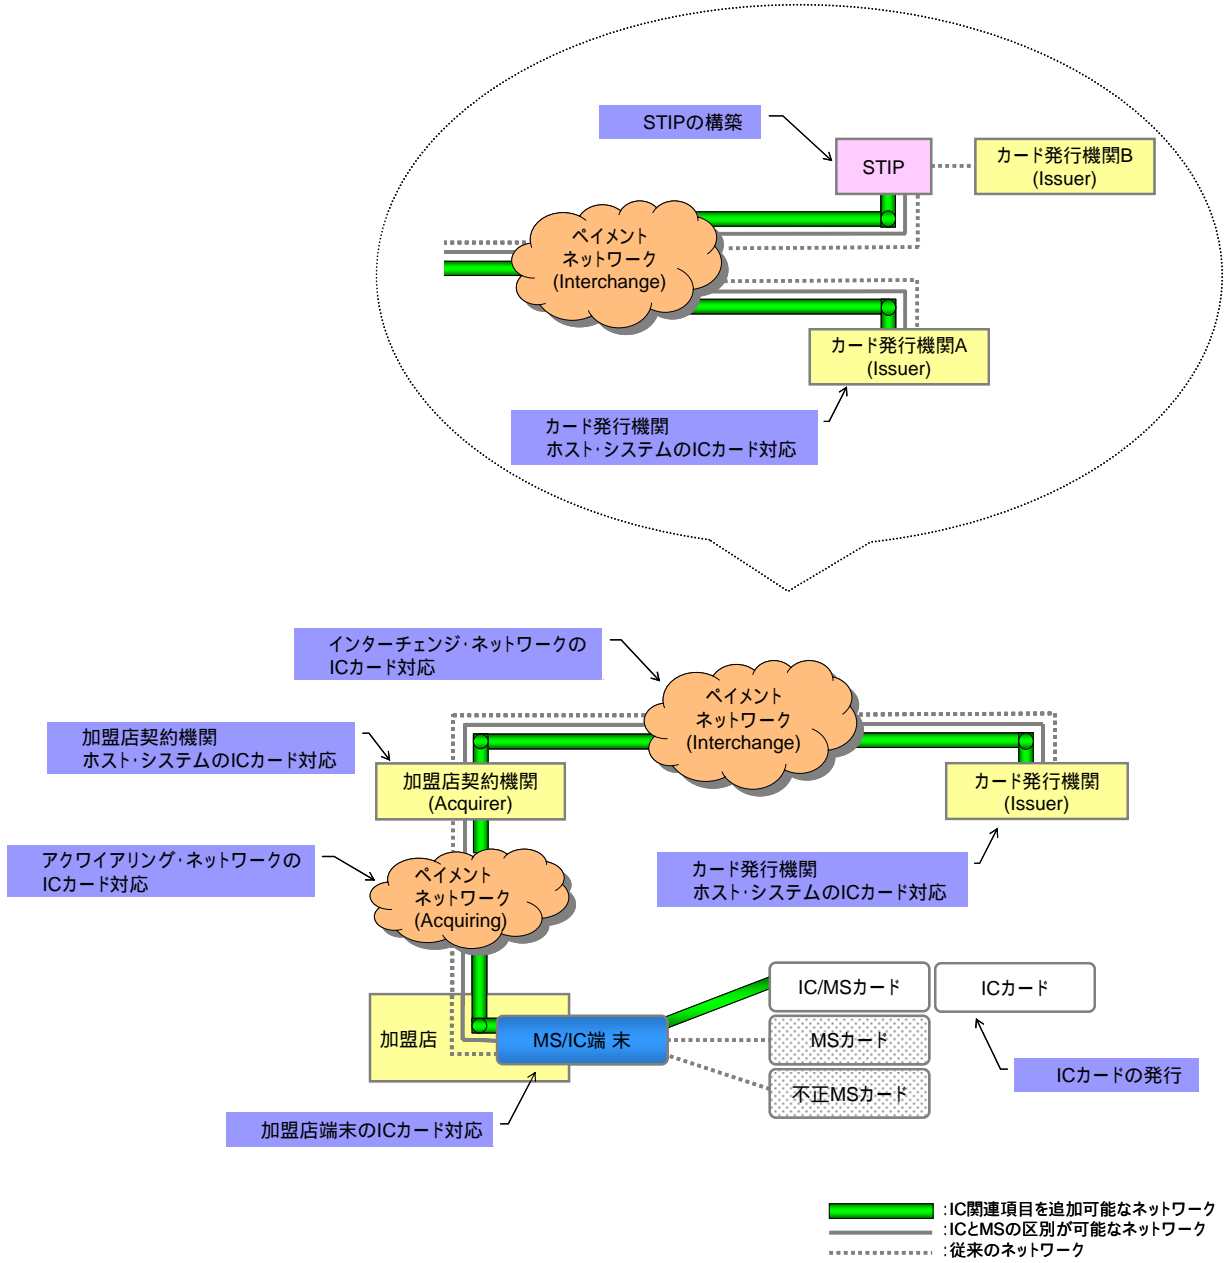 STIPの構築
STIP
カード発行機関B
(Issuer)
ペイメント
ネットワーク
(Interchange)
カード発行機関A
(Issuer)
カード発行機関
ホスト・システムのICカード対応
インターチェンジ・ネットワークの
ICカード対応
ペイメント
ネットワーク
(Interchange)
加盟店契約機関
ホスト・システムのICカード対応
加盟店契約機関
(Acquirer)
カード発行機関
(Issuer)
アクワイアリング・ネットワークの
ICカード対応
ペイメント
ネットワーク
(Acquiring)
カード発行機関
ホスト・システムのICカード対応
IC/MSカード
ICカード
加盟店
MS/IC端 末
MSカード
不正MSカード
ICカードの発行
加盟店端末のICカード対応
:IC関連項目を追加可能なネットワーク
:ICとMSの区別が可能なネットワーク
:従来のネットワーク